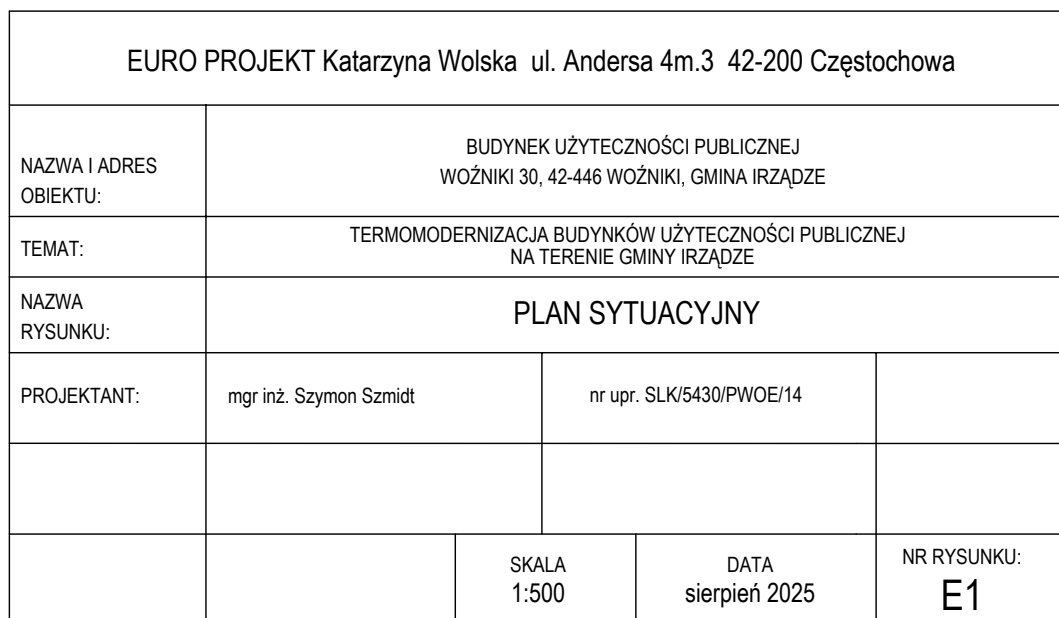 EURO PROJEKT Katarzyna Wolska ul. Andersa 4m.3 42-200 Częstochowa
NAZWA I ADRES
OBIEKTU:
BUDYNEK UŻYTECZNOŚCI PUBLICZNEJ
WOŹNIKI 30, 42-446 WOŹNIKI, GMINA IRZĄDZE
TEMAT:
TERMOMODERNIZACJA BUDYNKÓW UŻYTECZNOŚCI PUBLICZNEJ
NA TERENIE GMINY IRZĄDZE
NAZWA
RYSUNKU:
PLAN SYTUACYJNY
PROJEKTANT:
mgr inż. Szymon Szmidt
nr upr. SLK/5430/PWOE/14
SKALA
1:500
DATA
sierpień 2025
NR RYSUNKU:
E1